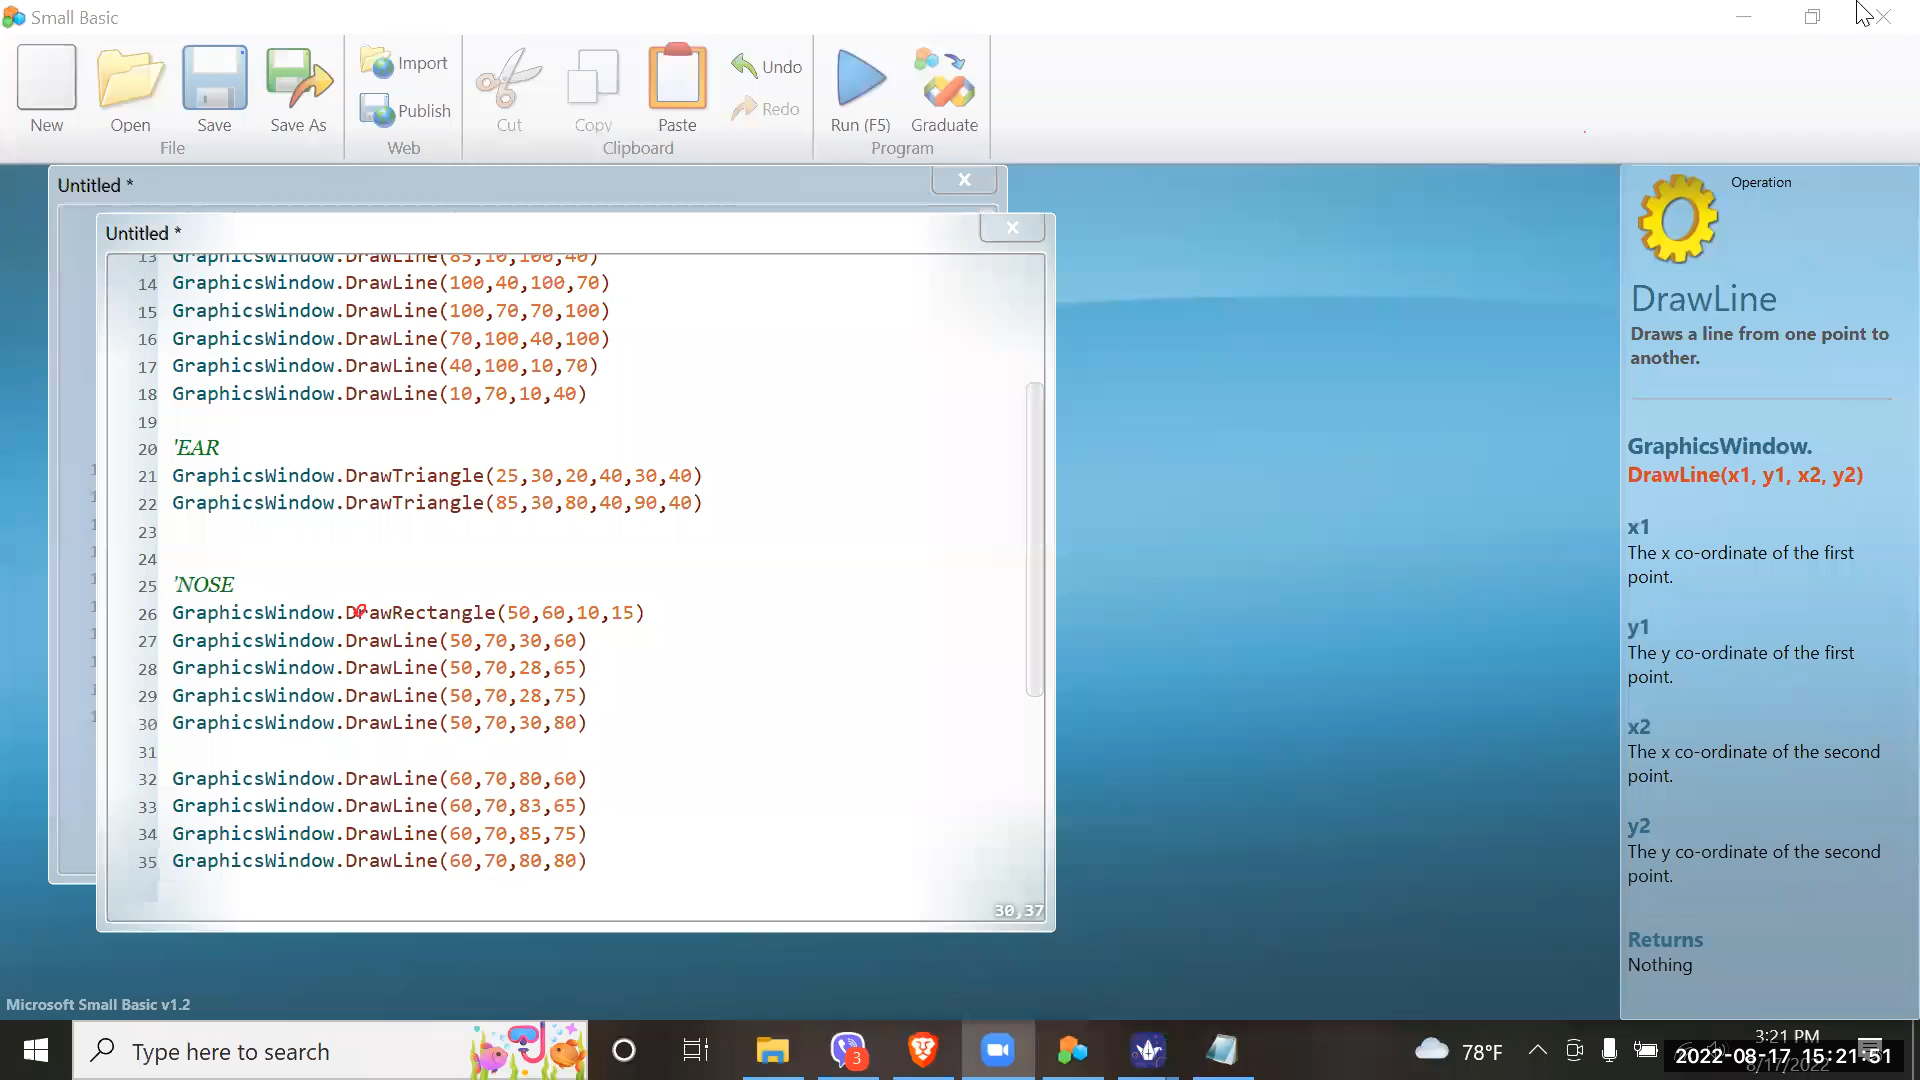 Small Basic
New
Open
Save
Save As
File
Import
Publish
Web
Cut
Copy
Paste
Undo
Redo
Clipboard
Run (F5)
Graduate
Program
Untitled *
Untitled *
13 GraphicsWindow.DrawLine(85,10,100,40)
14 GraphicsWindow.DrawLine(100,40,100,70)
15 GraphicsWindow.DrawLine(100,70,70,100)
16 GraphicsWindow.DrawLine(70,100,40,100)
17 GraphicsWindow.DrawLine(40,100,10,70)
18 GraphicsWindow.DrawLine(10,70,10,40)
19
20 'EAR
21 GraphicsWindow.DrawTriangle(25,30,20,40,30,40)
22 GraphicsWindow.DrawTriangle(85,30,80,40,90,40)
23
24
25 'NOSE
26 GraphicsWindow.DrawRectangle(50,60,10,15)
27 GraphicsWindow.DrawLine(50,70,30,60)
28 GraphicsWindow.DrawLine(50,70,28,65)
29 GraphicsWindow.DrawLine(50,70,28,75)
30 GraphicsWindow.DrawLine(50,70,30,80)
31
32 GraphicsWindow.DrawLine(60,70,80,60)
33 GraphicsWindow.DrawLine(60,70,83,65)
34 GraphicsWindow.DrawLine(60,70,85,75)
35 GraphicsWindow.DrawLine(60,70,80,80)
30,37
Operation
DrawLine
Draws a line from one point to
another.
GraphicsWindow.
DrawLine(x1, y1, x2, y2)
x1
The x co-ordinate of the first
point.
y1
The y co-ordinate of the first
point.
x2
The x co-ordinate of the second
point.
y2
The y co-ordinate of the second
point.
Returns
Nothing
Microsoft Small Basic v1.2
Type here to search
3
78°F
3:21 PM
2022-08-17 15:21:51
8/17/2022